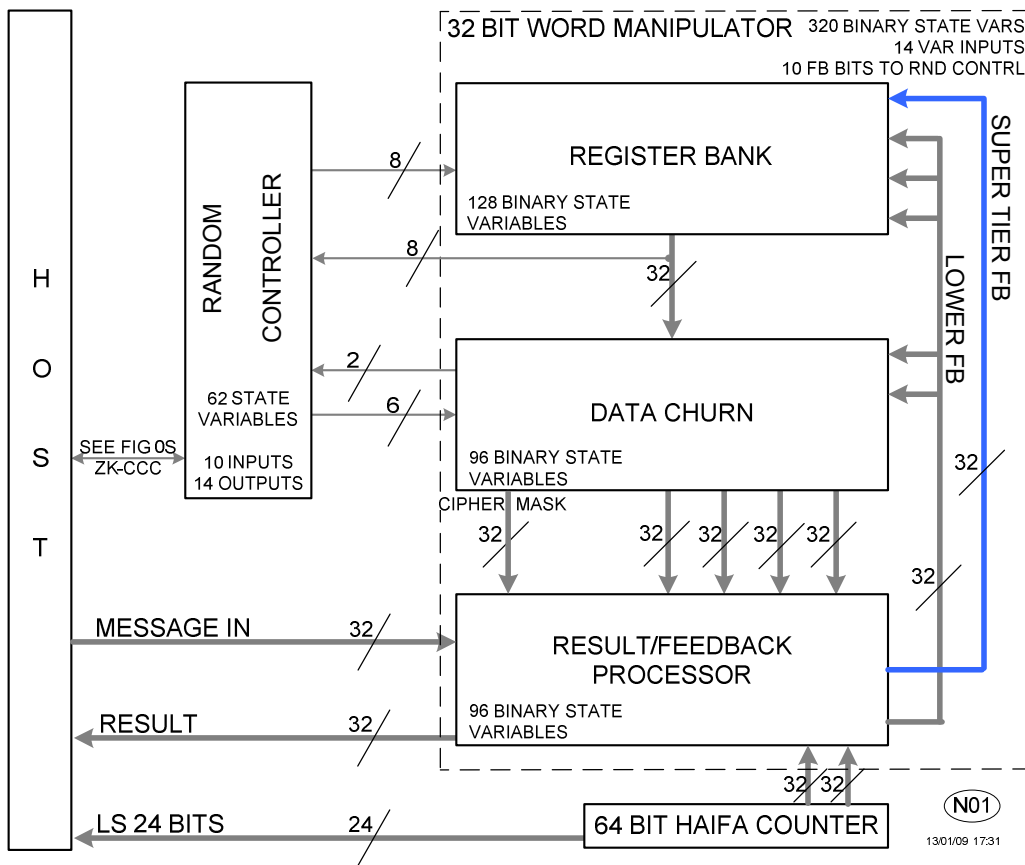 32 BIT WORD MANIPULATOR
320 BINARY STATE VARS
14 VAR INPUTS
10 FB BITS TO RND CONTRL
HOST
RANDOM
CONTROLLER
62 STATE
VARIABLES
10 INPUTS
14 OUTPUTS
SEE FIG 0S
ZK-CCC
8
8
2
6
REGISTER BANK
128 BINARY STATE
VARIABLES
32
SUPER TIER FB
LOWER FB
DATA CHURN
96 BINARY STATE
VARIABLES
CIPHER MASK
32
32
32
32
32
32
32
RESULT/FEEDBACK
PROCESSOR
96 BINARY STATE
VARIABLES
MESSAGE IN
32
RESULT
32
32
32
LS 24 BITS
24
64 BIT HAIFA COUNTER
N01
13/01/09 17:31